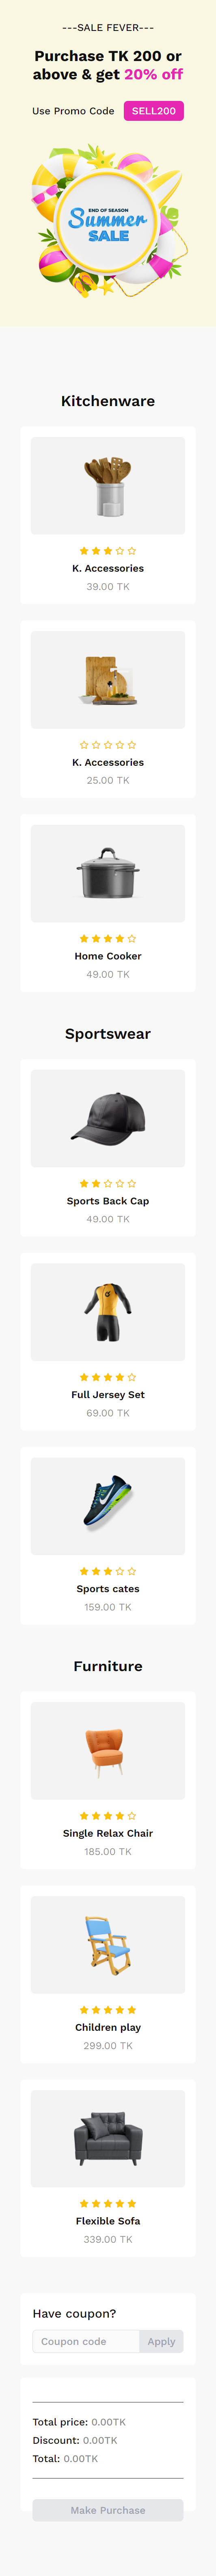 ---SALE FEVER---
Purchase TK 200 or
above & get 20% off
Use Promo Code SELL200
END OF SEASON
Summer
SALE
Kitchenware
K. Accessories
39.00 TK
K. Accessories
25.00 TK
Home Cooker
49.00 TK
Sportswear
Sports Back Cap
49.00 TK
Full Jersey Set
69.00 TK
Sports cates
159.00 TK
Furniture
Single Relax Chair
185.00 TK
Children play
299.00 TK
Flexible Sofa
339.00 TK
Have coupon?
Coupon code Apply
Total price: 0.00TK
Discount: 0.00TK
Total: 0.00TK
Make Purchase